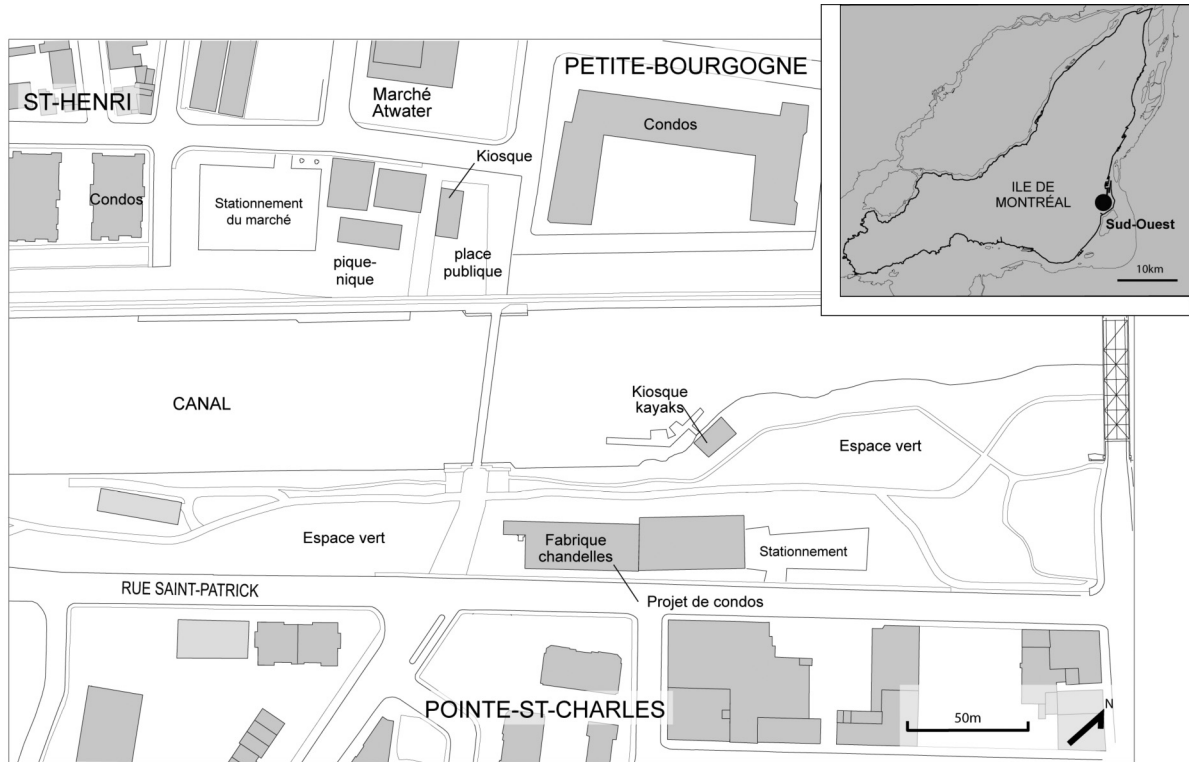 PETITE-BOURGOGNE
ST-HENRI
Marché
Atwater
Condos
Kiosque
Condos
Stationnement
du marché
pique-
nique
place
publique
ILE DE
MONTRÉAL
Sud-Ouest
10km
CANAL
Kiosque
kayaks
Espace vert
Espace vert
Fabrique
chandelles
Stationnement
RUE SAINT-PATRICK
Projet de condos
POINTE-ST-CHARLES
50m
N